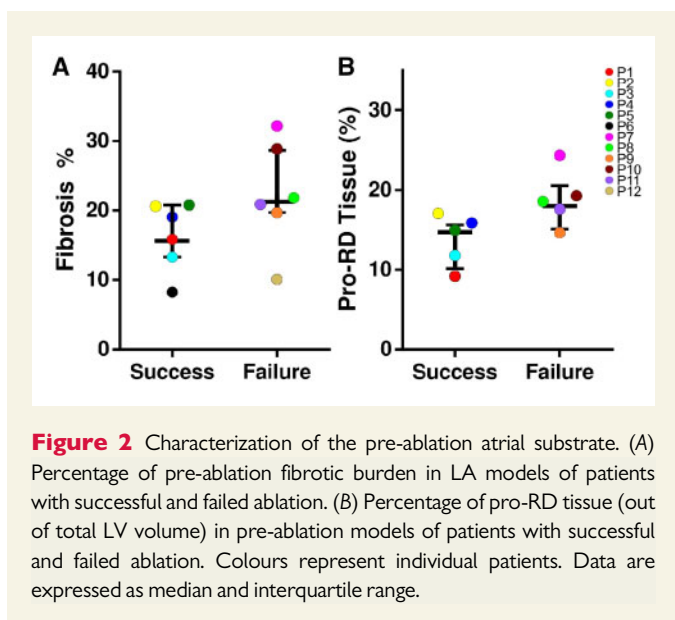 A
B
40
30
20
10
0
Fibrosis %
Success
Failure
30
20
10
0
Pro-RD Tissue (%)
Success
Failure
P1
P2
P3
P4
P5
P6
P7
P8
P9
P10
P11
P12
Figure 2 Characterization of the pre-ablation atrial substrate. (A)
Percentage of pre-ablation fibrotic burden in LA models of patients
with successful and failed ablation. (B) Percentage of pro-RD tissue (out
of total LV volume) in pre-ablation models of patients with successful
and failed ablation. Colours represent individual patients. Data are
expressed as median and interquartile range.